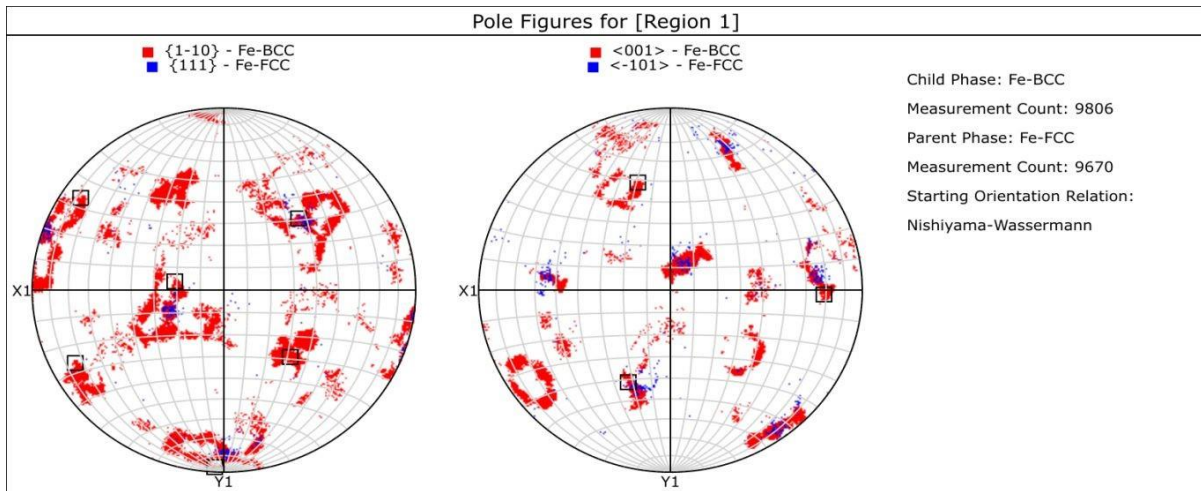 Pole Figures for [Region 1]
{1-10} - Fe-BCC
{111} - Fe-FCC
X1
Y1
<001> - Fe-BCC
<-101> - Fe-FCC
X1
Y1
Child Phase: Fe-BCC
Measurement Count: 9806
Parent Phase: Fe-FCC
Measurement Count: 9670
Starting Orientation Relation:
Nishiyama-Wassermann